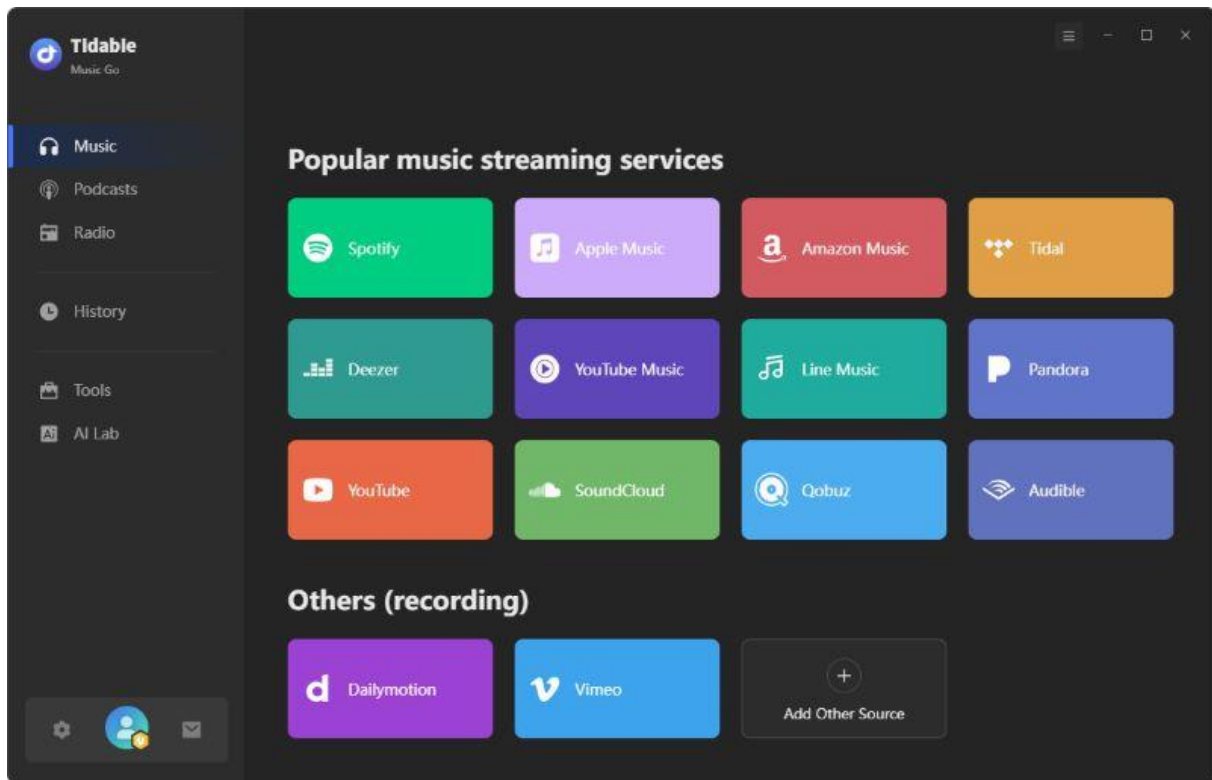 Tidable
Music Go
Music
Podcasts
Radio
History
Tools
AI Lab
Popular music streaming services
Spotify
Apple Music
Amazon Music
Tidal
Deezer
YouTube Music
Line Music
Pandora
YouTube
SoundCloud
Qobuz
Audible
Others (recording)
Dailymotion
Vimeo
Add Other Source